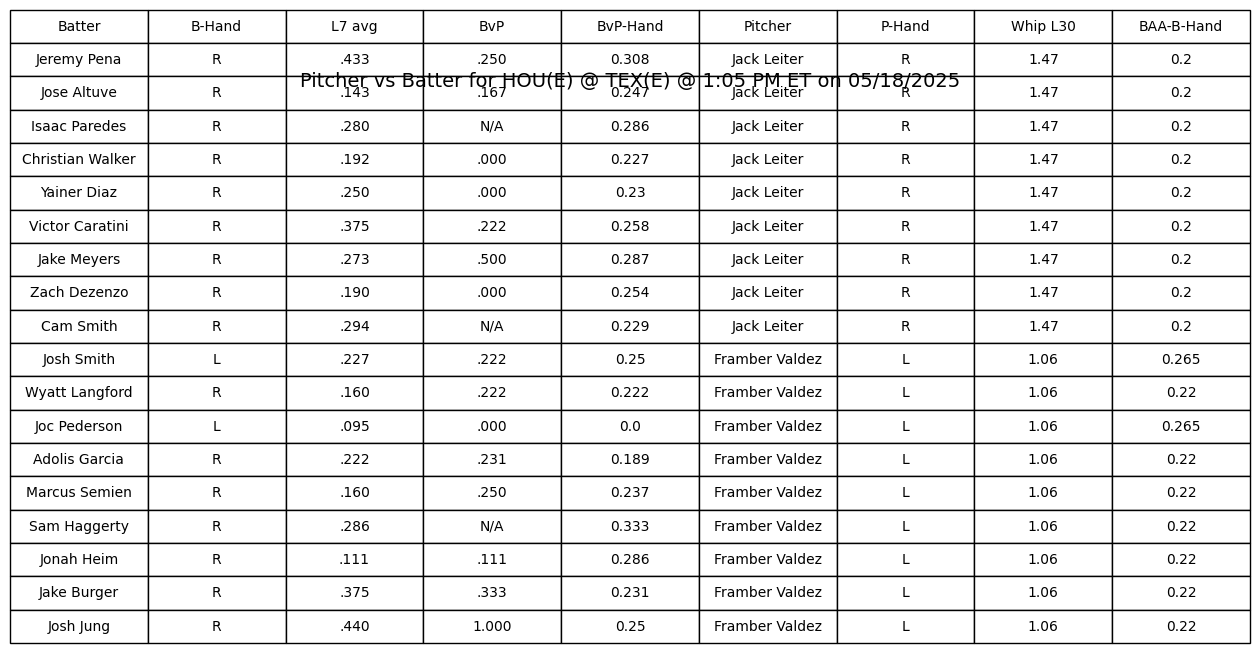 Batter B-Hand L7 avg BvP BvP-Hand Pitcher P-Hand Whip L30 BAA-B-Hand
Jeremy Pena R .433 .250 0.308 Jack Leiter R 1.47 0.2
Pitcher vs Batter for HOU(E) @ TEX(E) @ 1:05 PM ET on 05/18/2025
Jose Altuve R .143 .167 0.247 Jack Leiter R 1.47 0.2
Isaac Paredes R .280 N/A 0.286 Jack Leiter R 1.47 0.2
Christian Walker R .192 .000 0.227 Jack Leiter R 1.47 0.2
Yainer Diaz R .250 .000 0.23 Jack Leiter R 1.47 0.2
Victor Caratini R .375 .222 0.258 Jack Leiter R 1.47 0.2
Jake Meyers R .273 .500 0.287 Jack Leiter R 1.47 0.2
Zach Dezenzo R .190 .000 0.254 Jack Leiter R 1.47 0.2
Cam Smith R .294 N/A 0.229 Jack Leiter R 1.47 0.2
Josh Smith L .227 .222 0.25 Framber Valdez L 1.06 0.265
Wyatt Langford R .160 .222 0.222 Framber Valdez L 1.06 0.22
Joc Pederson L .095 .000 0.0 Framber Valdez L 1.06 0.265
Adolis Garcia R .222 .231 0.189 Framber Valdez L 1.06 0.22
Marcus Semien R .160 .250 0.237 Framber Valdez L 1.06 0.22
Sam Haggerty R .286 N/A 0.333 Framber Valdez L 1.06 0.22
Jonah Heim R .111 .111 0.286 Framber Valdez L 1.06 0.22
Jake Burger R .375 .333 0.231 Framber Valdez L 1.06 0.22
Josh Jung R .440 1.000 0.25 Framber Valdez L 1.06 0.22